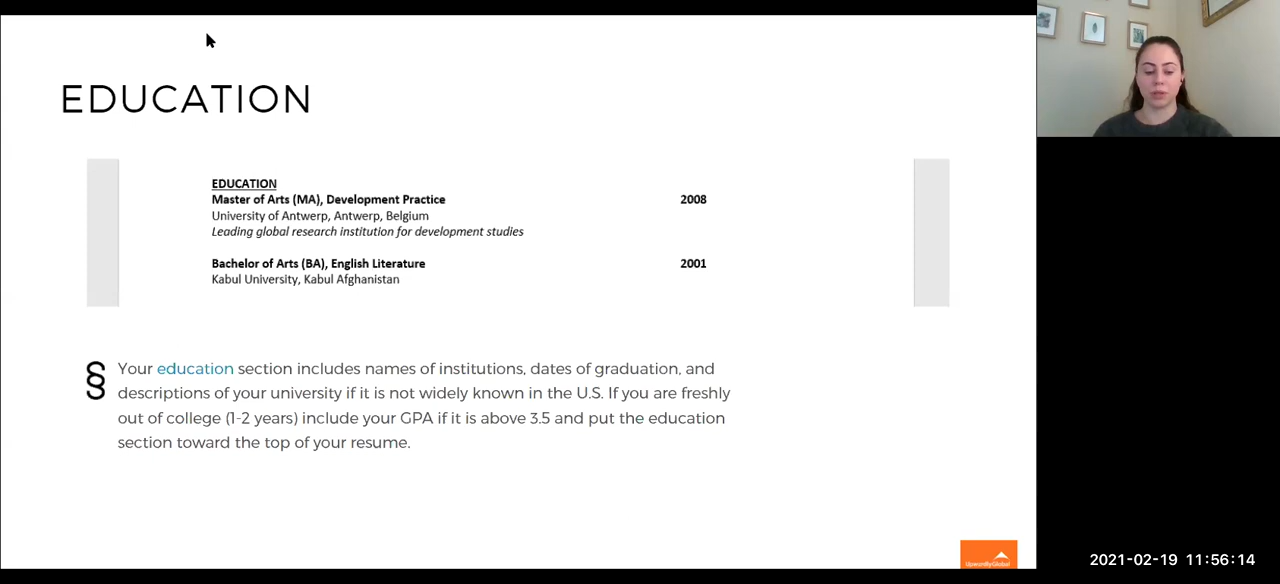 EDUCATION
EDUCATION
Master of Arts (MA), Development Practice 2008
University of Antwerp, Antwerp, Belgium
Leading global research institution for development studies
Bachelor of Arts (BA), English Literature 2001
Kabul University, Kabul Afghanistan
§ Your education section includes names of institutions, dates of graduation, and
descriptions of your university if it is not widely known in the U.S. If you are freshly
out of college (1-2 years) include your GPA if it is above 3.5 and put the education
section toward the top of your resume.
UpwardlyGlobal
2021-02-19 11:56:14